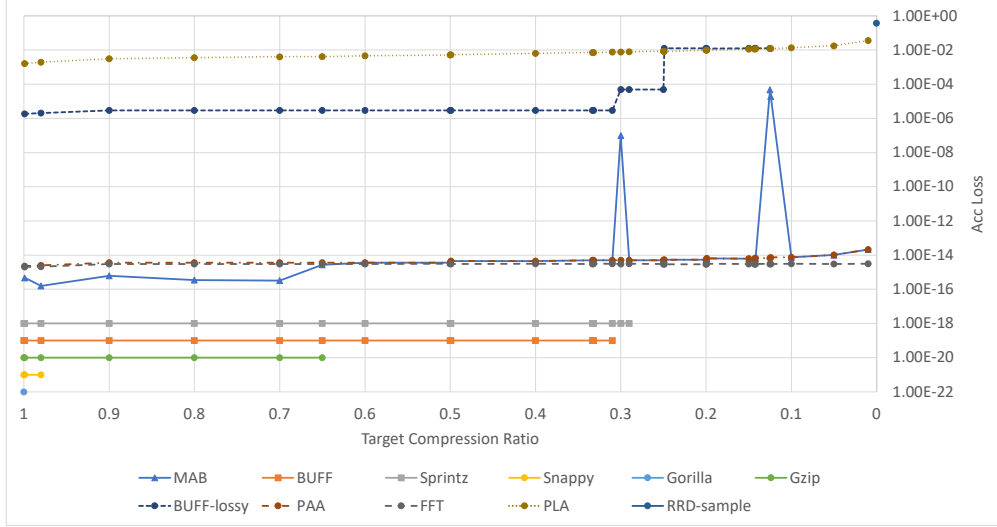 1.00E+00
1.00E-02
1.00E-04
1.00E-06
1.00E-08
1.00E-10
1.00E-12
1.00E-14
1.00E-16
1.00E-18
1.00E-20
1.00E-22
Acc Loss
1 0.9 0.8 0.7 0.6 0.5 0.4 0.3 0.2 0.1 0
Target Compression Ratio
MAB BUFF Sprintz Snappy Gorilla Gzip
BUFF-lossy PAA FFT PLA RRD-sample